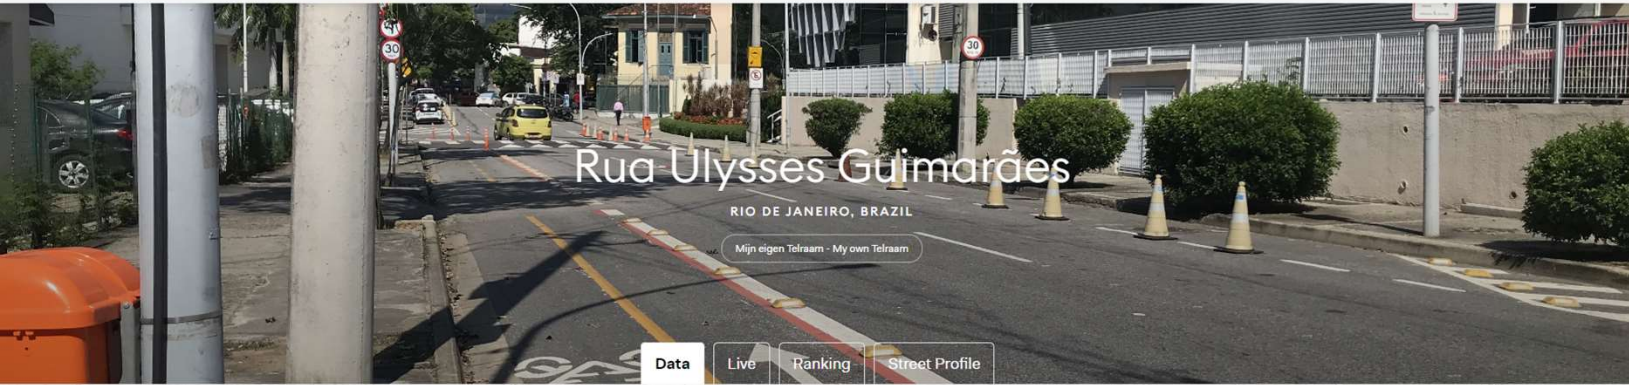 30
30
Rua Ulysses Guimarães
RIO DE JANEIRO, BRAZIL
Mijn eigen Telraam - My own Telraam
Data
Live
Ranking
Street Profile